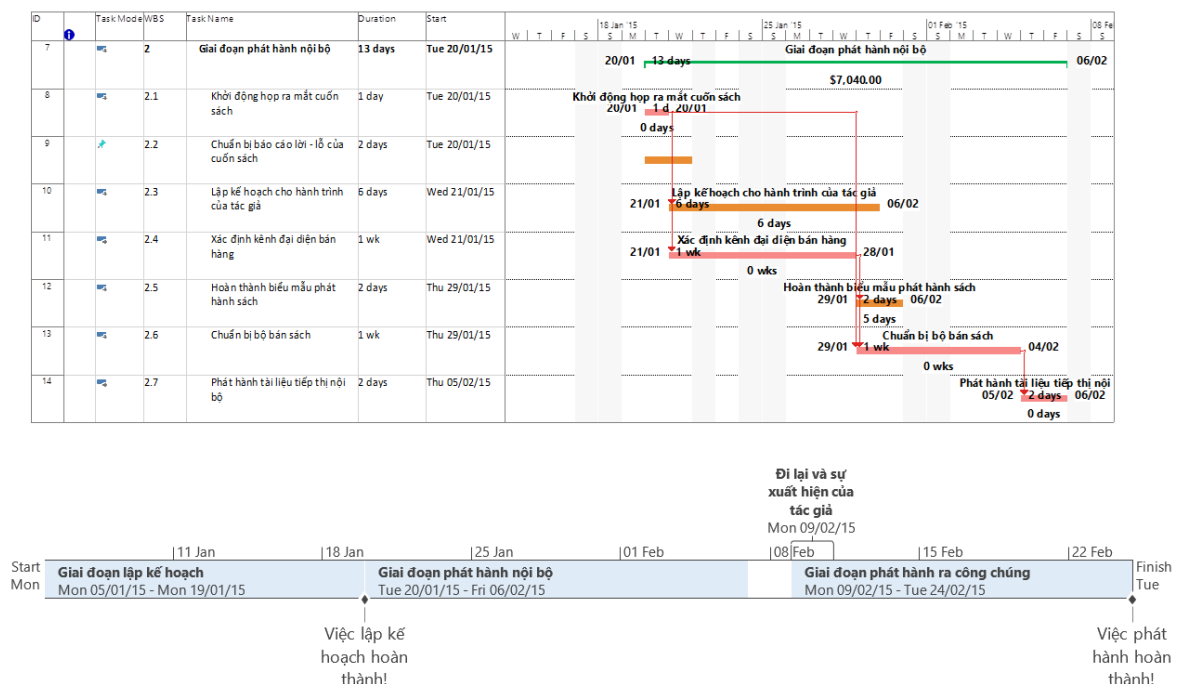 ID Task Mode WBS Task Name Duration Start
18 Jan '15 25 Jan '15 01 Feb '15 08 Fe
W T F S S M T W T F S S M T W T F S S M T W T F S S
7 2 Giai đoạn phát hành nội bộ 13 days Tue 20/01/15
Giai đoạn phát hành nội bộ
20/01 13 days 06/02
$7,040.00
8 2.1 Khởi động họp ra mắt cuốn 1 day Tue 20/01/15
sách
Khởi động họp ra mắt cuốn sách
20/01 1 d 20/01
0 days
9 2.2 Chuẩn bị báo cáo lời - lỗ của 2 days Tue 20/01/15
cuốn sách
10 2.3 Lập kế hoạch cho hành trình 6 days Wed 21/01/15
của tác giả
Lập kế hoạch cho hành trình của tác giả
21/01 6 days 06/02
6 days
11 2.4 Xác định kênh đại diện bán 1 wk Wed 21/01/15
hàng
Xác định kênh đại diện bán hàng
21/01 1 wk 28/01
0 wks
12 2.5 Hoàn thành biểu mẫu phát 2 days Thu 29/01/15
hành sách
Hoàn thành biểu mẫu phát hành sách
29/01 2 days 06/02
5 days
13 2.6 Chuẩn bị bộ bán sách 1 wk Thu 29/01/15
Chuẩn bị bộ bán sách
29/01 1 wk 04/02
0 wks
14 2.7 Phát hành tài liệu tiếp thị nội 2 days Thu 05/02/15
bộ
Phát hành tài liệu tiếp thị nội
05/02 2 days 06/02
0 days
Đi lại và sự
xuất hiện của
tác giả
Mon 09/02/15
11 Jan 18 Jan 25 Jan 01 Feb 08 Feb 15 Feb 22 Feb
Start
Mon
Giai đoạn lập kế hoạch
Mon 05/01/15 - Mon 19/01/15
Giai đoạn phát hành nội bộ
Tue 20/01/15 - Fri 06/02/15
Giai đoạn phát hành ra công chúng
Mon 09/02/15 - Tue 24/02/15
Finish
Tue
Việc lập kế
hoạch hoàn
thành!
Việc phát
hành hoàn
thành!